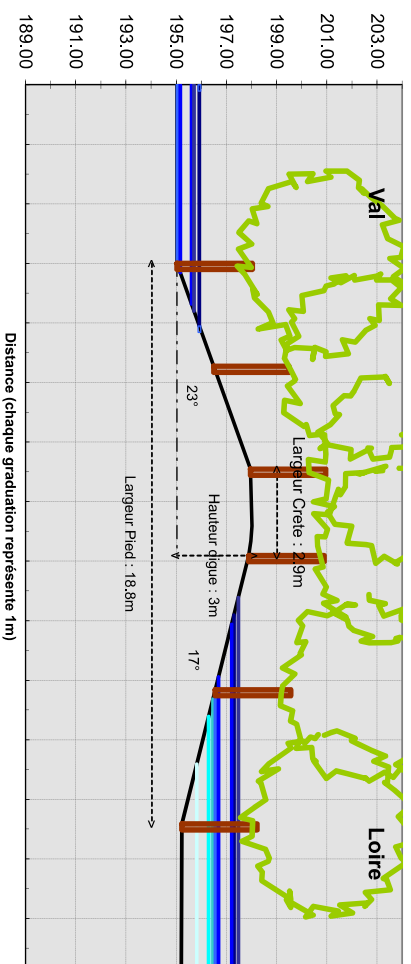 203.00
201.00
199.00
197.00
195.00
193.00
191.00
189.00
Val
Loire
Largeur Crete : 2.9m
Hauteur digue : 3m
23°
17°
Largeur Pied : 18.8m
Distance (chaque graduation représente 1m)